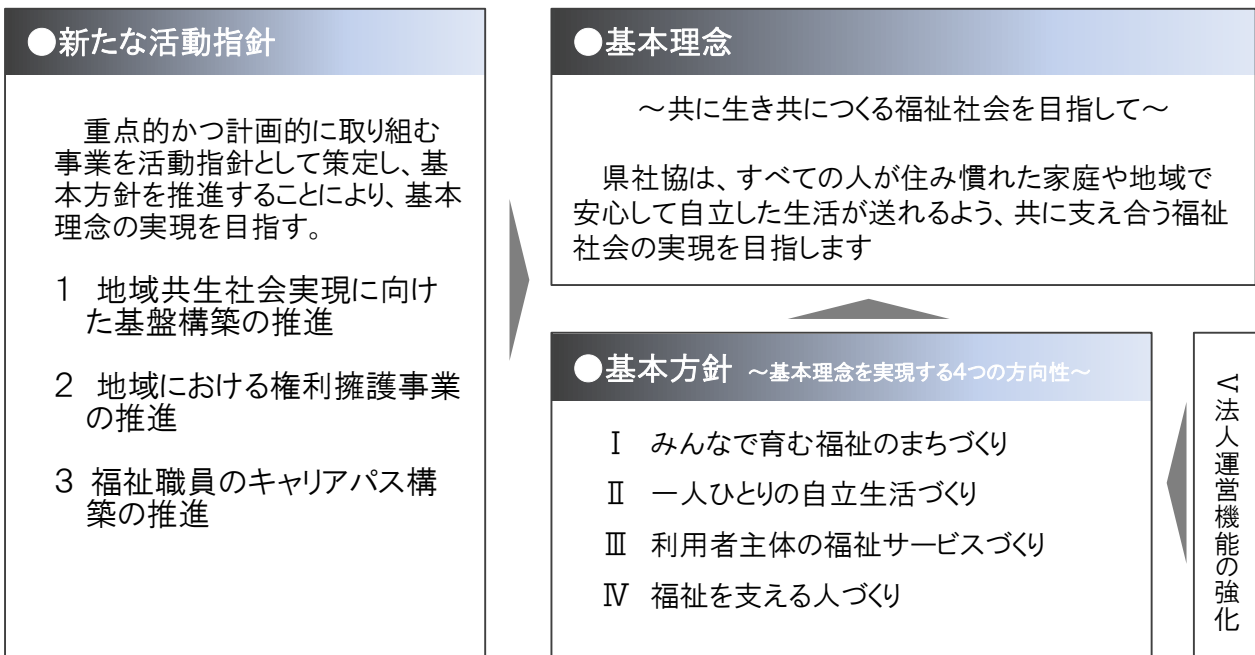 ●新たな活動指針
重点的かつ計画的に取り組む
事業を活動指針として策定し、基
本方針を推進することにより、基本
理念の実現を目指す。
1 地域共生社会実現に向け
た基盤構築の推進
2 地域における権利擁護事業
の推進
3 福祉職員のキャリアパス構
築の推進
●基本理念
～共に生き共につくる福祉社会を目指して～
県社協は、すべての人が住み慣れた家庭や地域で
安心して自立した生活が送れるよう、共に支え合う福祉
社会の実現を目指します
●基本方針 ～基本理念を実現する4つの方向性～
Ⅰ みんなで育む福祉のまちづくり
Ⅱ 一人ひとりの自立生活づくり
Ⅲ 利用者主体の福祉サービスづくり
Ⅳ 福祉を支える人づくり
Ⅴ法人運営機能の強化